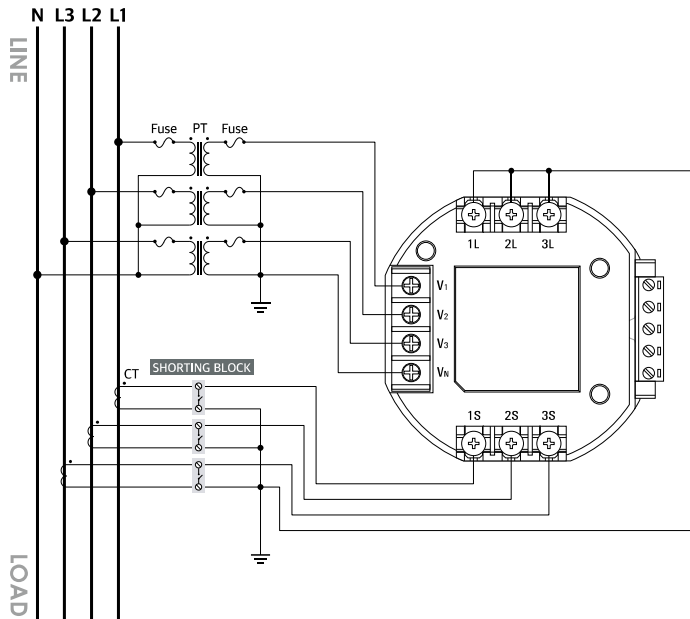 N L3 L2 L1
LINE
Fuse PT Fuse
1L 2L 3L
V1
V2
V3
VN
CT
SHORTING BLOCK
1S 2S 3S
LOAD